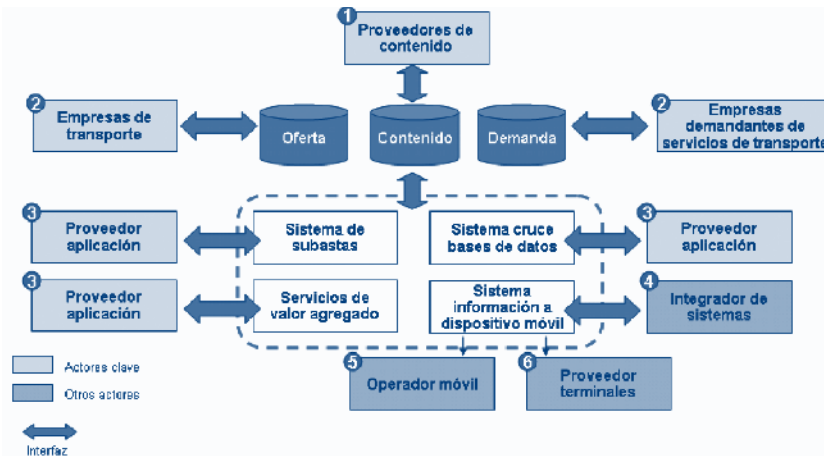 1
Proveedores de
contenido
2
Empresas de
transporte
Oferta
Contenido
Demanda
2
Empresas
demandantes de
servicios de transporte
3
Proveedor
aplicación
Sistema de
subastas
Sistema cruce
bases de datos
3
Proveedor
aplicación
3
Proveedor
aplicación
Servicios de
valor agregado
Sistema
información a
dispositivo móvil
4
Integrador de
sistemas
Actores clave
Otros actores
5
Operador móvil
6
Proveedor
terminales
Interfaz